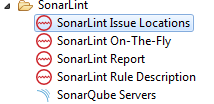 SonarLint
SonarLint Issue Locations
SonarLint On-The-Fly
SonarLint Report
SonarLint Rule Description
SonarQube Servers